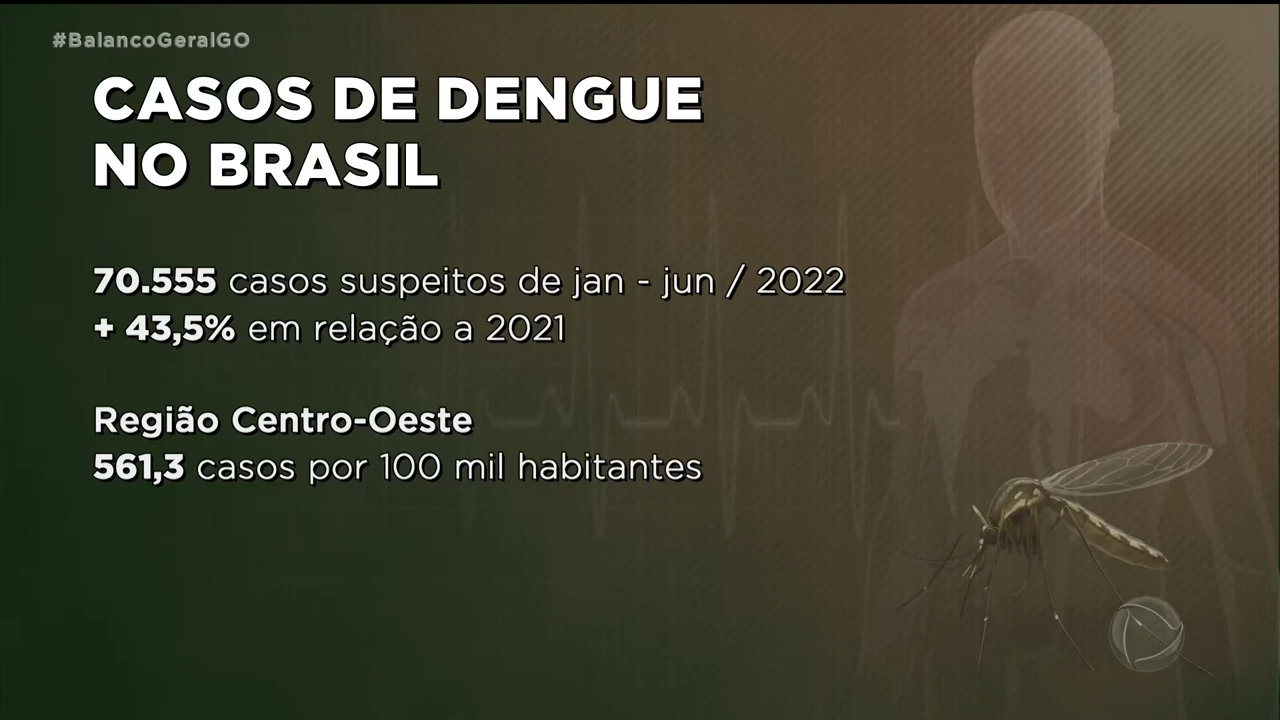 #BalancoGeralGO
CASOS DE DENGUE
NO BRASIL
70.555 casos suspeitos de jan - jun / 2022
+ 43,5% em relação a 2021
Região Centro-Oeste
561,3 casos por 100 mil habitantes